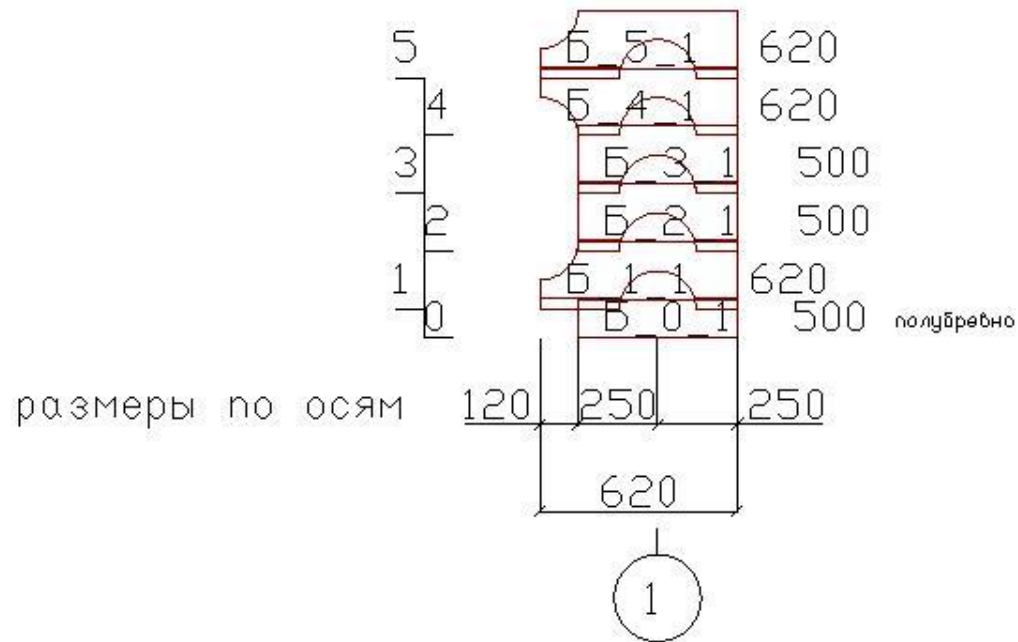 5 Б_5_1 620
4 Б_4_1 620
3 Б_3_1 500
2 Б_2_1 500
1 Б_1_1 620
0 Б_0_1 500 полубревно
размеры по осям 120 250 250
620
1